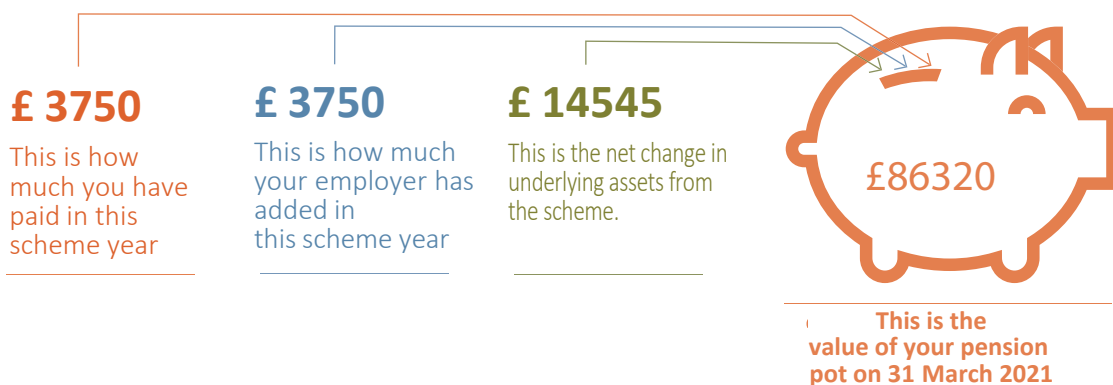 £ 3750
This is how
much you have
paid in this
scheme year
£ 3750
This is how much
your employer has
added in
this scheme year
£ 14545
This is the net change in
underlying assets from
the scheme.
£86320
This is the
value of your pension
pot on 31 March 2021